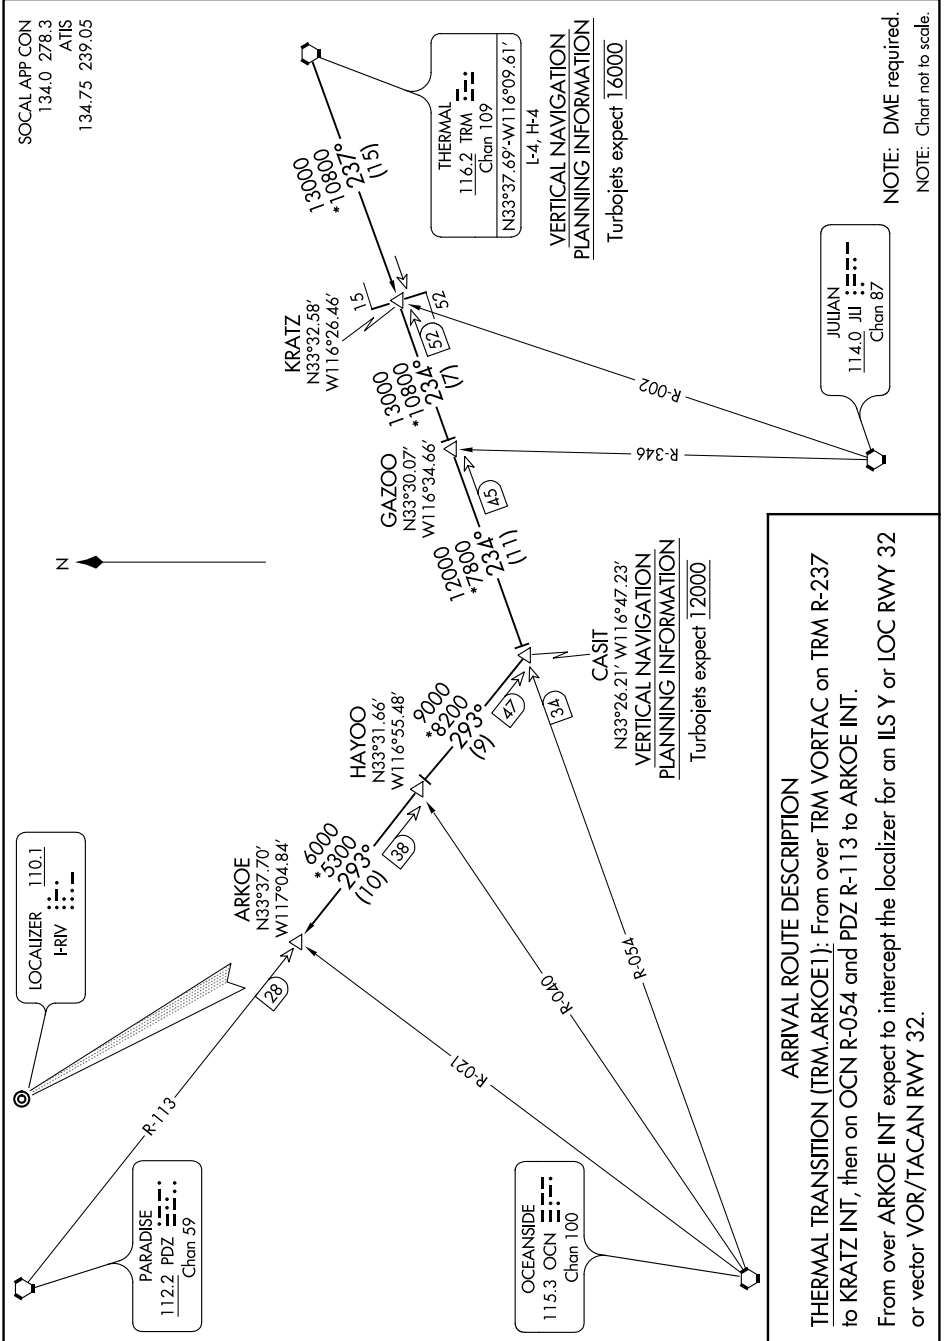 SOCAL APP CON
134.0 278.3
ATIS
134.75 239.05
LOCALIZER 110.1
I-RIV
N
PARADISE
112.2 PDZ
Chan 59
R-113
28
ARKOE
N33°37.70'
W117°04.84'
6000
*5300
293°
(10)
38
HAYOO
N33°31.66'
W116°55.48'
9000
*8200
293°
(9)
47
34
CASIT
N33°26.21' W116°47.23'
VERTICAL NAVIGATION
PLANNING INFORMATION
Turbojets expect 12000
12000
*7800
234°
(11)
45
GAZOO
N33°30.07'
W116°34.66'
13000
*10800
234°
(7)
52
KRATZ
N33°32.58'
W116°26.46'
15
52
13000
*10800
237°
(15)
THERMAL
116.2 TRM
Chan 109
N33°37.69'-W116°09.61'
L-4, H-4
VERTICAL NAVIGATION
PLANNING INFORMATION
Turbojets expect 16000
OCEANSIDE
115.3 OCN
Chan 100
R-021
R-040
R-054
R-346
R-002
JULIAN
114.0 JLI
Chan 87
NOTE: DME required.
NOTE: Chart not to scale.
ARRIVAL ROUTE DESCRIPTION
THERMAL TRANSITION (TRM.ARKOE1): From over TRM VORTAC on TRM R-237
to KRATZ INT, then on OCN R-054 and PDZ R-113 to ARKOE INT.
From over ARKOE INT expect to intercept the localizer for an ILS Y or LOC RWY 32
or vector VOR/TACAN RWY 32.